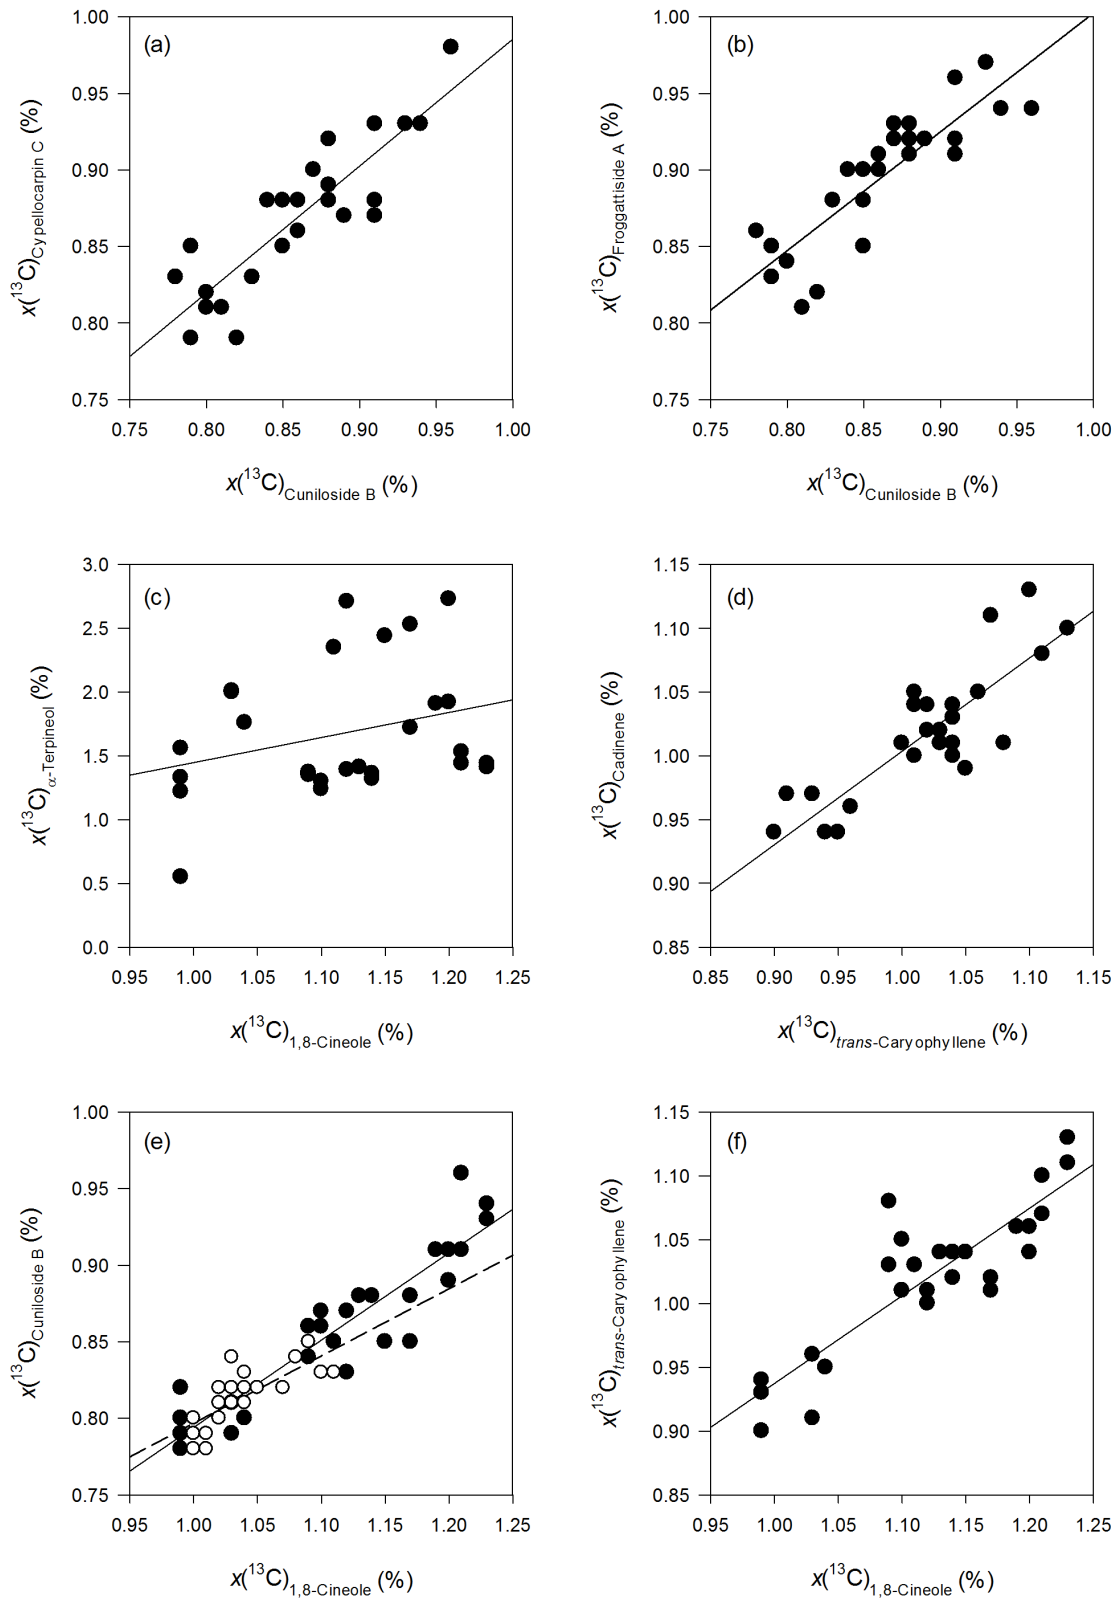 (a)
1.00
0.95
0.90
0.85
0.80
0.75
x(¹³C)Cypellocarpin C (%)
0.75 0.80 0.85 0.90 0.95 1.00
x(¹³C)Cuniloside B (%)
(b)
1.00
0.95
0.90
0.85
0.80
0.75
x(¹³C)Froggattiside A (%)
0.75 0.80 0.85 0.90 0.95 1.00
x(¹³C)Cuniloside B (%)
(c)
3.0
2.5
2.0
1.5
1.0
0.5
0.0
x(¹³C)α-Terpineol (%)
0.95 1.00 1.05 1.10 1.15 1.20 1.25
x(¹³C)1,8-Cineole (%)
(d)
1.15
1.10
1.05
1.00
0.95
0.90
0.85
x(¹³C)Cadinene (%)
0.85 0.90 0.95 1.00 1.05 1.10 1.15
x(¹³C)trans-Caryophyllene (%)
(e)
1.00
0.95
0.90
0.85
0.80
0.75
x(¹³C)Cuniloside B (%)
0.95 1.00 1.05 1.10 1.15 1.20 1.25
x(¹³C)1,8-Cineole (%)
(f)
1.15
1.10
1.05
1.00
0.95
0.90
0.85
x(¹³C)trans-Caryophyllene (%)
0.95 1.00 1.05 1.10 1.15 1.20 1.25
x(¹³C)1,8-Cineole (%)